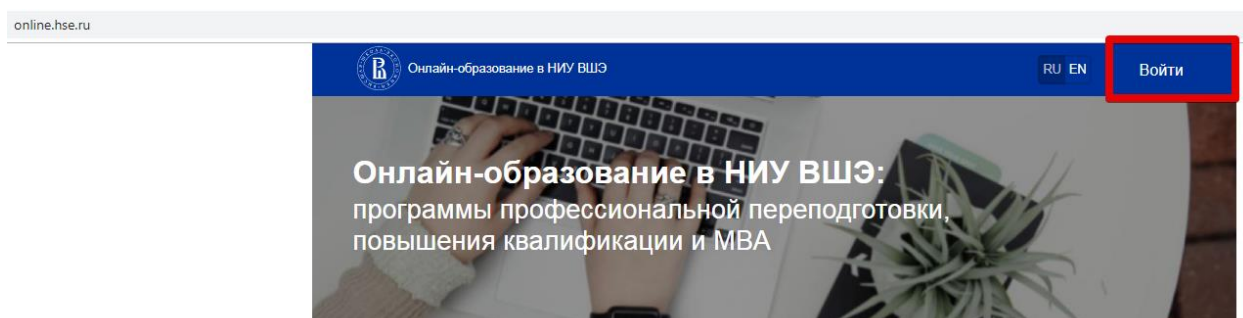 online.hse.ru
Онлайн-образование в НИУ ВШЭ
RU EN
Войти
Онлайн-образование в НИУ ВШЭ:
программы профессиональной переподготовки,
повышения квалификации и MBA